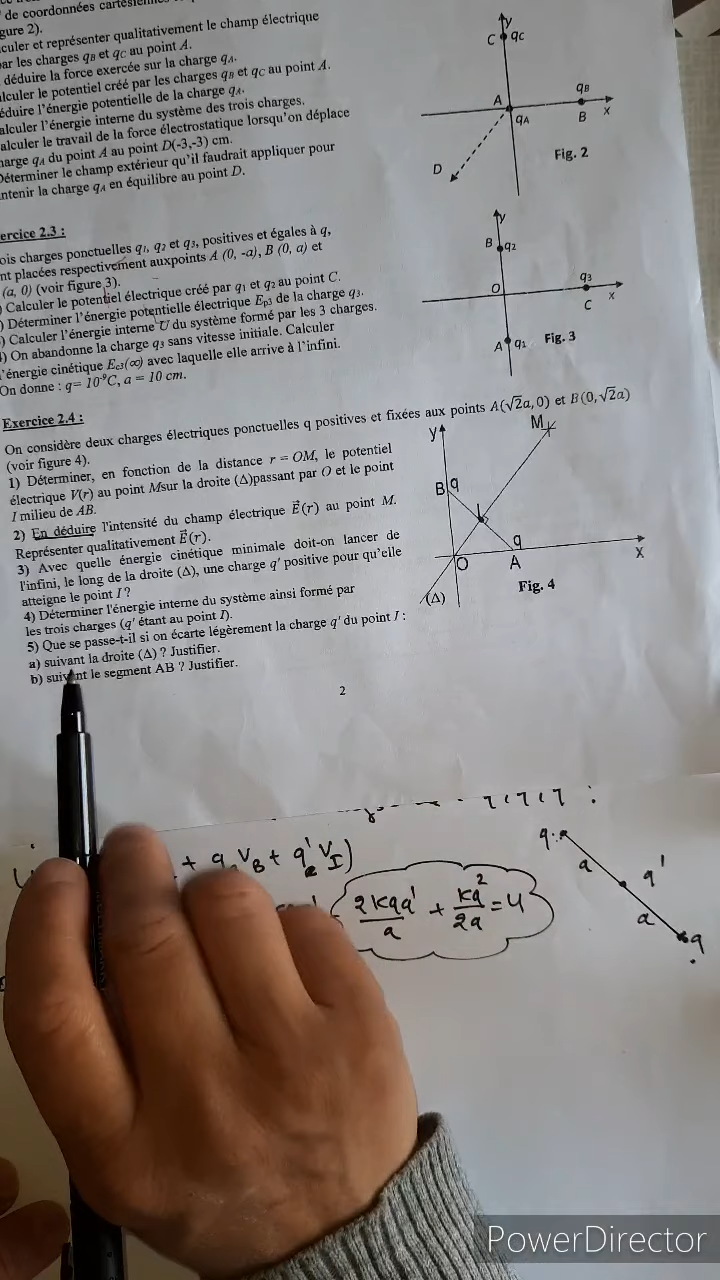 de coordonnées
gure 2).
culer et représenter qualitativement le champ électrique
ar les charges qB et qC au point A.
déduire la force exercée sur la charge qA.
lculer le potentiel créé par les charges qB et qC au point A.
éduire l'énergie potentielle de la charge qA.
alculer l'énergie interne du système des trois charges.
alculer le travail de la force électrostatique lorsqu'on déplace
harge qA du point A au point D(-3,-3) cm.
Déterminer le champ extérieur qu'il faudrait appliquer pour
ntenir la charge qA en équilibre au point D.
y
C qC
A
qA
qB
B
x
D
Fig. 2
ercice 2.3 :
ois charges ponctuelles q1, q2 et q3, positives et égales à q,
nt placées respectivement auxpoints A (0, -a), B (0, a) et
(a, 0) (voir figure 3).
) Calculer le potentiel électrique créé par q1 et q2 au point C.
) Déterminer l'énergie potentielle électrique Ep3 de la charge q3.
) Calculer l'énergie interne U du système formé par les 3 charges.
) On abandonne la charge q3 sans vitesse initiale. Calculer
'énergie cinétique Ec3(∞) avec laquelle elle arrive à l'infini.
On donne : q= 10⁻⁹C, a = 10 cm.
y
B q2
O
q3
C
x
A q1
Fig. 3
Exercice 2.4 :
On considère deux charges électriques ponctuelles q positives et fixées aux points A(√2a, 0) et B(0, √2a)
(voir figure 4).
1) Déterminer, en fonction de la distance r = OM, le potentiel
électrique V(r) au point Msur la droite (Δ)passant par O et le point
I milieu de AB.
2) En déduire l'intensité du champ électrique E⃗(r) au point M.
Représenter qualitativement E⃗(r).
3) Avec quelle énergie cinétique minimale doit-on lancer de
l'infini, le long de la droite (Δ), une charge q' positive pour qu'elle
atteigne le point I ?
4) Déterminer l'énergie interne du système ainsi formé par
les trois charges (q' étant au point I).
5) Que se passe-t-il si on écarte légèrement la charge q' du point I :
a) suivant la droite (Δ) ? Justifier.
b) suivant le segment AB ? Justifier.
y
M
B q
I
q
O
A
x
(Δ)
Fig. 4
2
+ q VB + q' VI)
2kqq'/a + kq²/2a = U
q
a
q'
a
q
PowerDirector